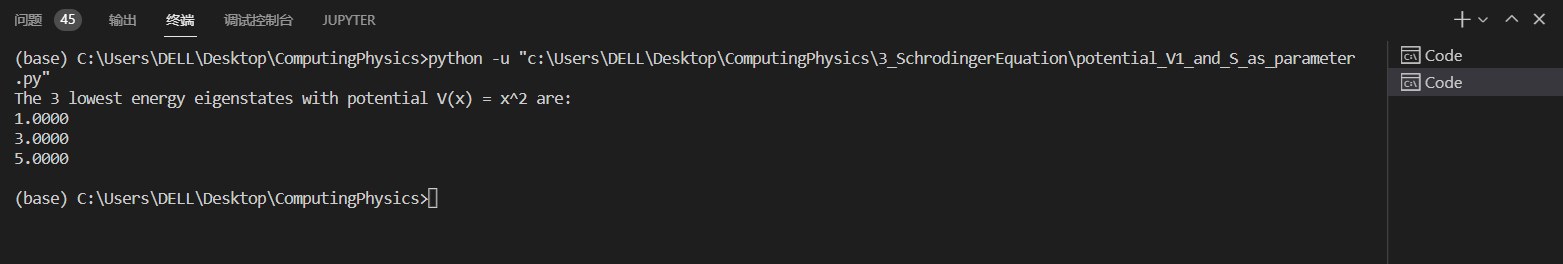 问题 45 输出 终端 调试控制台 JUPYTER
(base) C:\Users\DELL\Desktop\ComputingPhysics>python -u "c:\Users\DELL\Desktop\ComputingPhysics\3_SchrodingerEquation\potential_V1_and_S_as_parameter
.py"
The 3 lowest energy eigenstates with potential V(x) = x^2 are:
1.0000
3.0000
5.0000
(base) C:\Users\DELL\Desktop\ComputingPhysics>
Code
Code